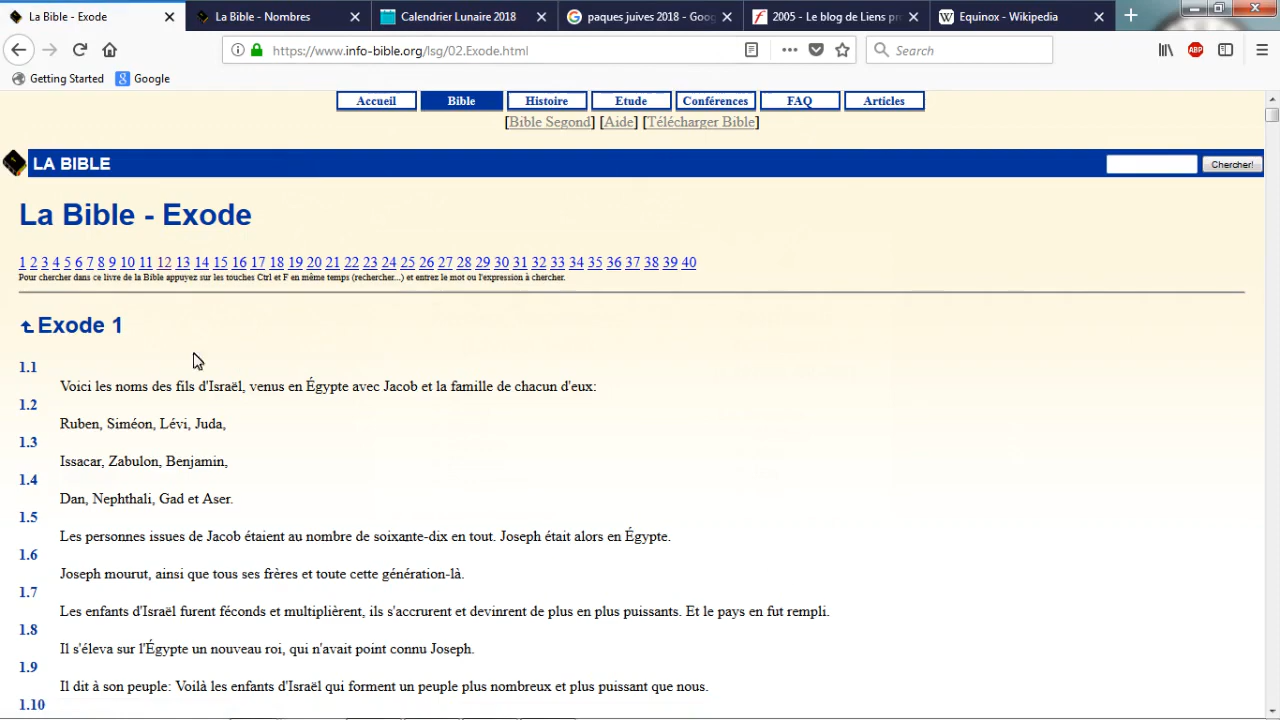 La Bible - Exode
La Bible - Nombres
Calendrier Lunaire 2018
paques juives 2018 - Goog
2005 - Le blog de Liens pr
Equinox - Wikipedia
https://www.info-bible.org/lsg/02.Exode.html
Search
ABP
Getting Started
Google
Accueil
Bible
Histoire
Etude
Conférences
FAQ
Articles
[Bible Segond] [Aide] [Télécharger Bible]
LA BIBLE
Chercher!
La Bible - Exode
1 2 3 4 5 6 7 8 9 10 11 12 13 14 15 16 17 18 19 20 21 22 23 24 25 26 27 28 29 30 31 32 33 34 35 36 37 38 39 40
Pour chercher dans ce livre de la Bible appuyez sur les touches Ctrl et F en même temps (rechercher...) et entrez le mot ou l'expression à chercher.
Exode 1
1.1
Voici les noms des fils d'Israël, venus en Égypte avec Jacob et la famille de chacun d'eux:
1.2
Ruben, Siméon, Lévi, Juda,
1.3
Issacar, Zabulon, Benjamin,
1.4
Dan, Nephthali, Gad et Aser.
1.5
Les personnes issues de Jacob étaient au nombre de soixante-dix en tout. Joseph était alors en Égypte.
1.6
Joseph mourut, ainsi que tous ses frères et toute cette génération-là.
1.7
Les enfants d'Israël furent féconds et multiplièrent, ils s'accrurent et devinrent de plus en plus puissants. Et le pays en fut rempli.
1.8
Il s'éleva sur l'Égypte un nouveau roi, qui n'avait point connu Joseph.
1.9
Il dit à son peuple: Voilà les enfants d'Israël qui forment un peuple plus nombreux et plus puissant que nous.
1.10